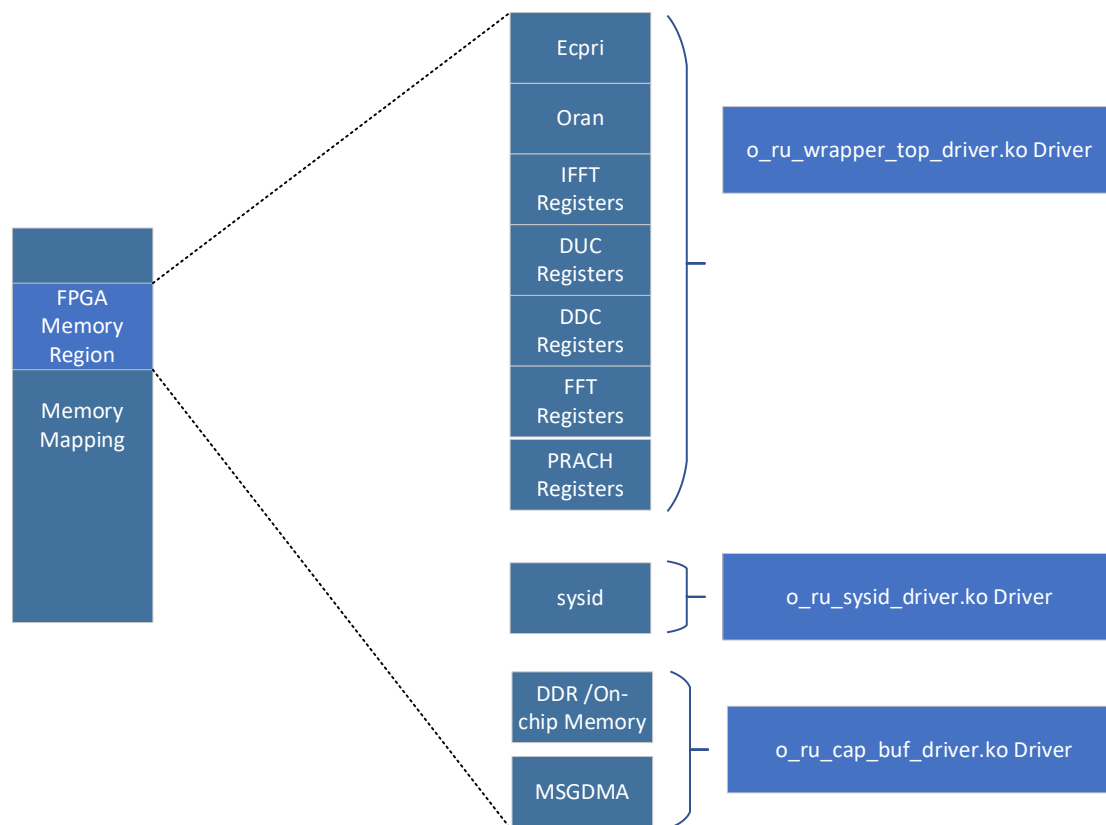 FPGA
Memory
Region
Memory
Mapping
Ecpri
Oran
IFFT
Registers
DUC
Registers
DDC
Registers
FFT
Registers
PRACH
Registers
sysid
DDR /On-
chip Memory
MSGDMA
o_ru_wrapper_top_driver.ko Driver
o_ru_sysid_driver.ko Driver
o_ru_cap_buf_driver.ko Driver